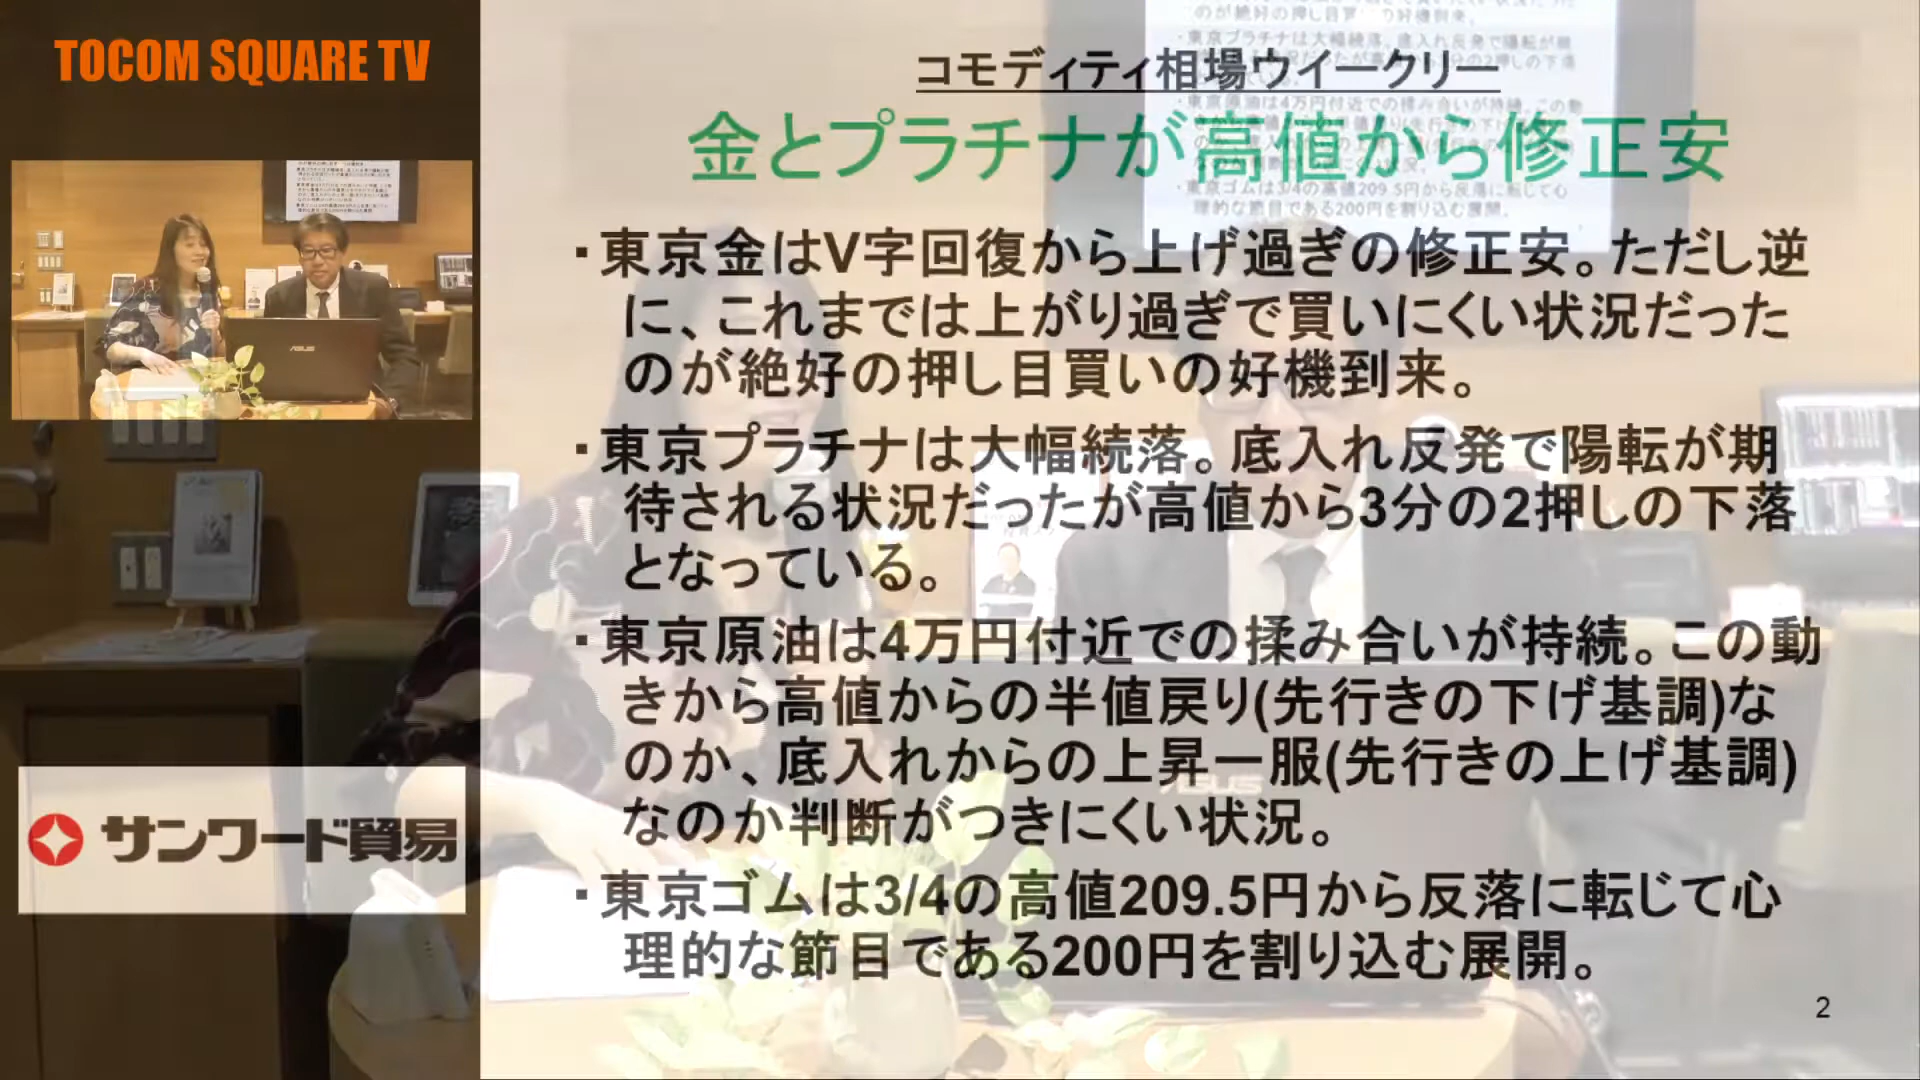 TOCOM SQUARE TV
コモディティ相場ウイークリー
金とプラチナが高値から修正安
・東京金はV字回復から上げ過ぎの修正安。ただし逆
に、これまでは上がり過ぎで買いにくい状況だった
のが絶好の押し目買いの好機到来。
・東京プラチナは大幅続落。底入れ反発で陽転が期
待される状況だったが高値から3分の2押しの下落
となっている。
・東京原油は4万円付近での揉み合いが持続。この動
きから高値からの半値戻り(先行きの下げ基調)な
のか、底入れからの上昇一服(先行きの上げ基調)
なのか判断がつきにくい状況。
・東京ゴムは3/4の高値209.5円から反落に転じて心
理的な節目である200円を割り込む展開。
2
サンワード貿易
ASUS